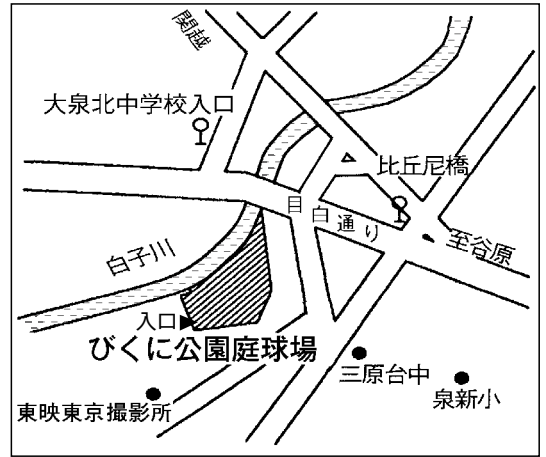 関越
大泉北中学校入口
比丘尼橋
目白通り
至谷原
白子川
入口
びくに公園庭球場
三原台中
東映東京撮影所
泉新小